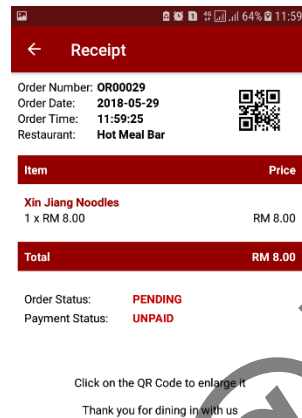 64% 11:59
Receipt
Order Number: OR00029
Order Date: 2018-05-29
Order Time: 11:59:25
Restaurant: Hot Meal Bar
Item Price
Xin Jiang Noodles
1 x RM 8.00 RM 8.00
Total RM 8.00
Order Status: PENDING
Payment Status: UNPAID
Click on the QR Code to enlarge it
Thank you for dining in with us